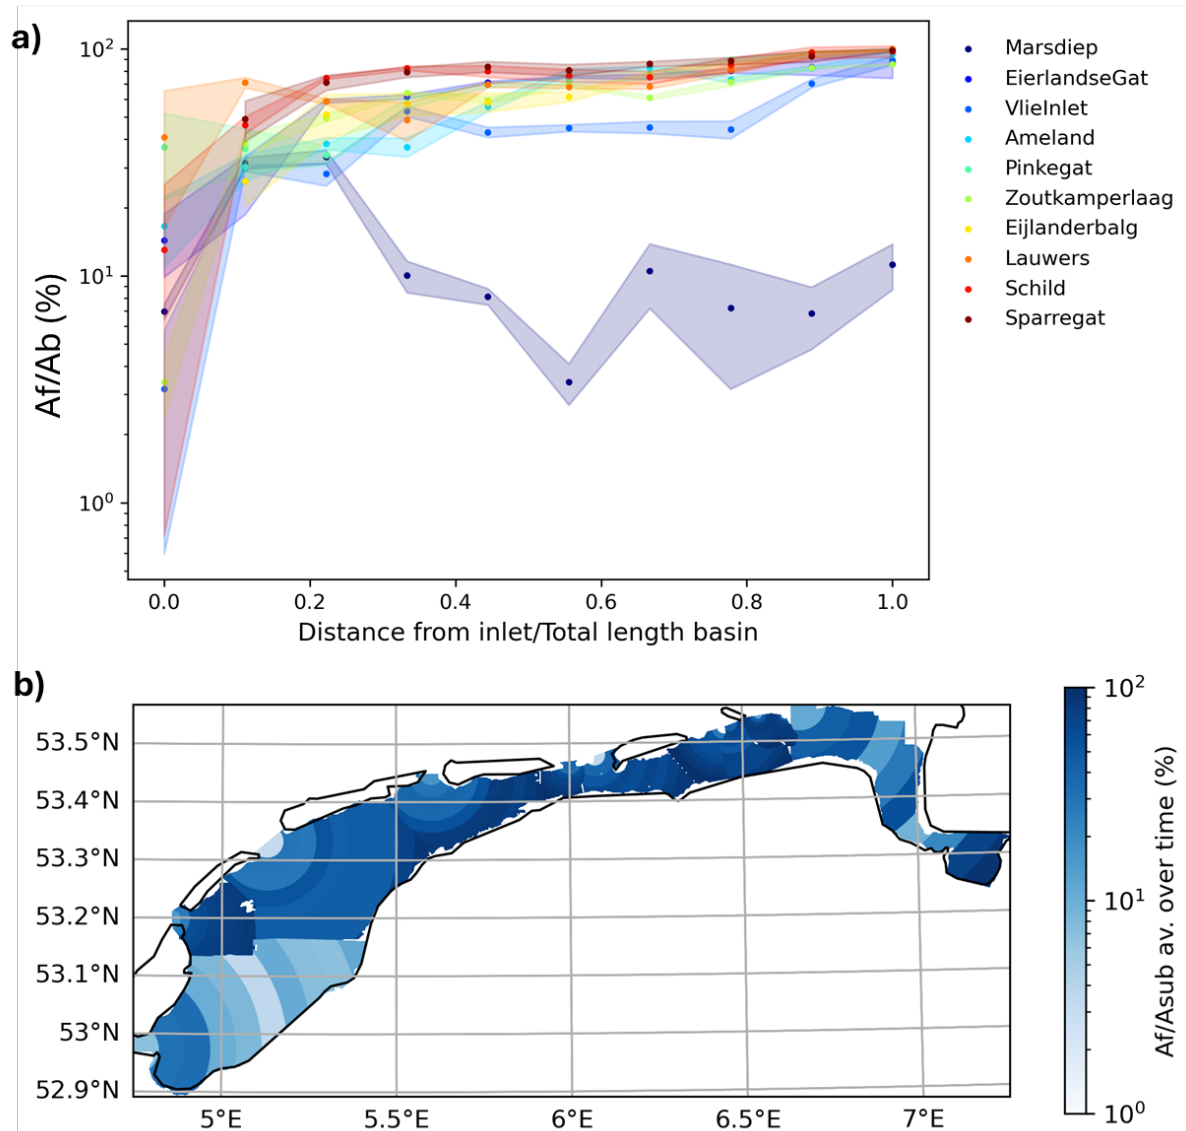 a)
10²
10¹
10⁰
Af/Ab (%)
0.0 0.2 0.4 0.6 0.8 1.0
Distance from inlet/Total length basin
Marsdiep
EierlandseGat
VlieInlet
Ameland
Pinkegat
Zoutkamperlaag
Eijlanderbalg
Lauwers
Schild
Sparregat
b)
53.5°N
53.4°N
53.3°N
53.2°N
53.1°N
53°N
52.9°N
5°E 5.5°E 6°E 6.5°E 7°E
10²
10¹
10⁰
Af/Asub av. over time (%)